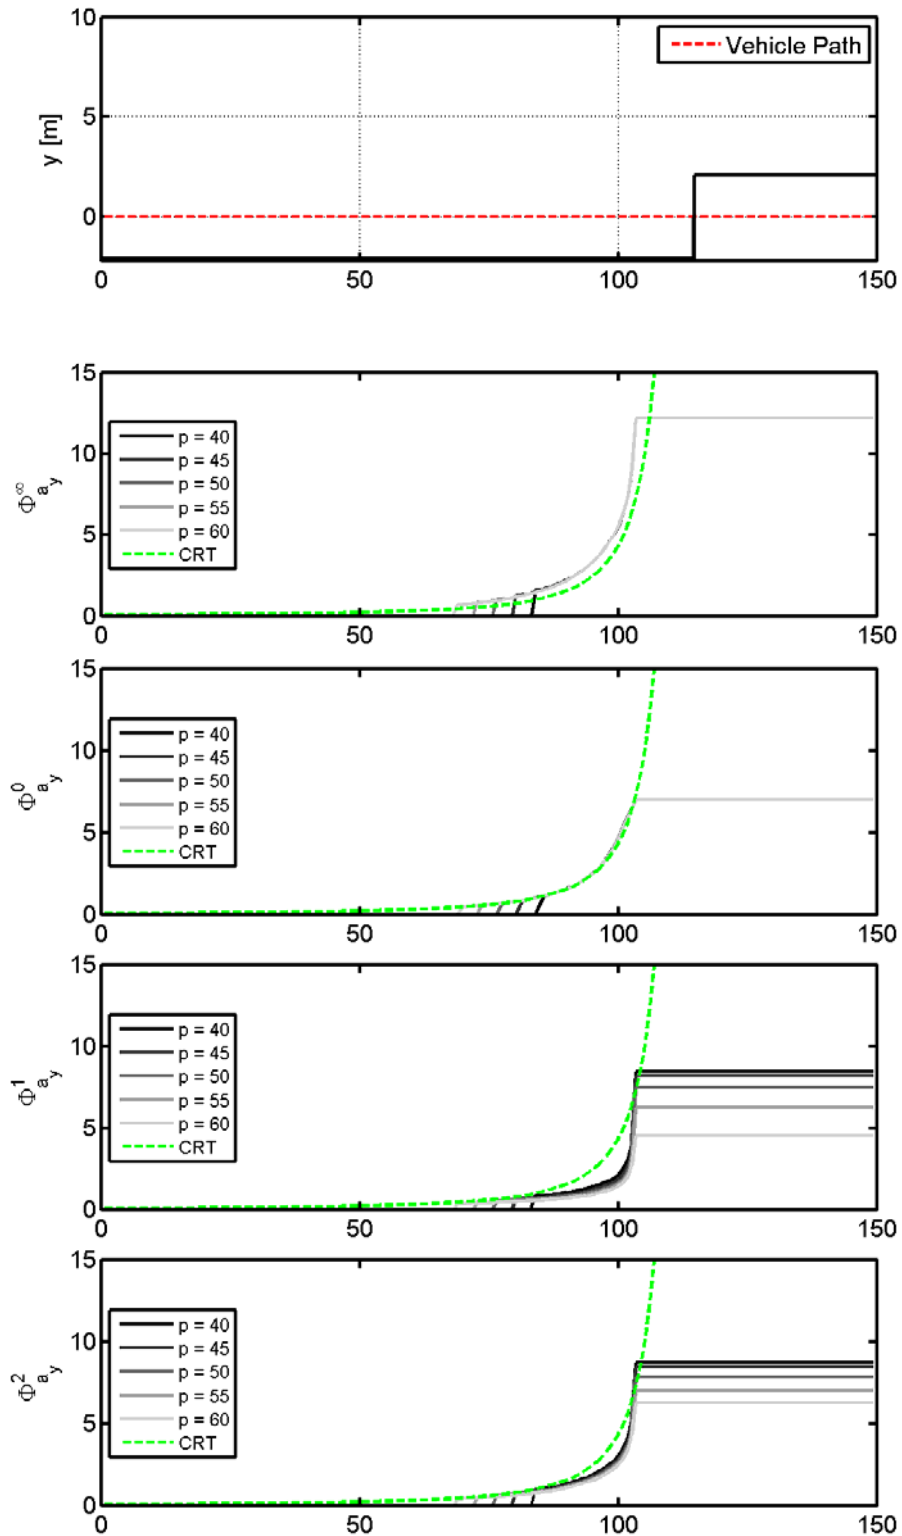 10
Vehicle Path
5
y [m]
0
0 50 100 150
15
10
5
0
Φ∞ay
p = 40
p = 45
p = 50
p = 55
p = 60
CRT
0 50 100 150
15
10
5
0
Φ0ay
p = 40
p = 45
p = 50
p = 55
p = 60
CRT
0 50 100 150
15
10
5
0
Φ1ay
p = 40
p = 45
p = 50
p = 55
p = 60
CRT
0 50 100 150
15
10
5
0
Φ2ay
p = 40
p = 45
p = 50
p = 55
p = 60
CRT
0 50 100 150